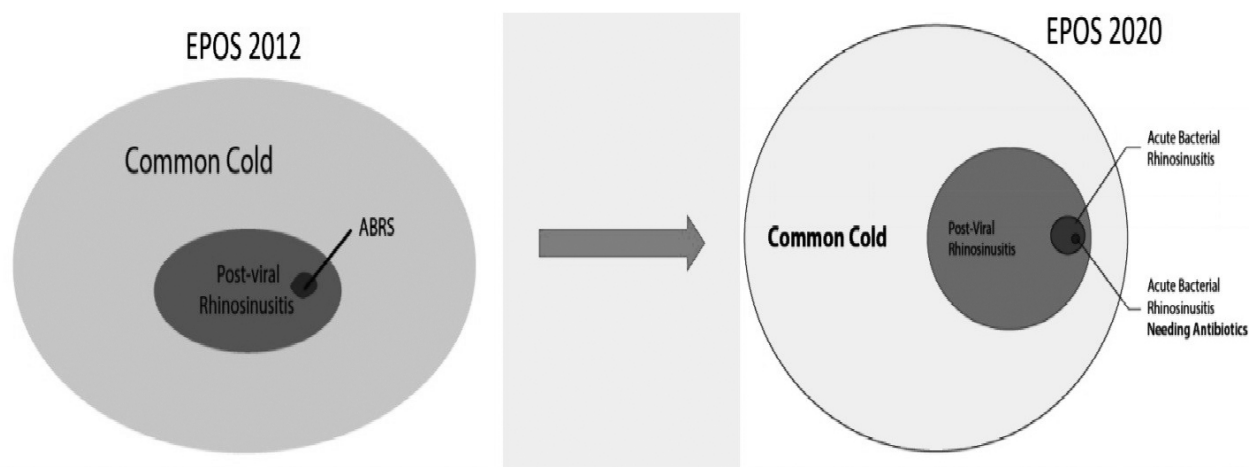 EPOS 2012
Common Cold
ABRS
Post-viral
Rhinosinusitis
EPOS 2020
Acute Bacterial
Rhinosinusitis
Common Cold
Post-Viral
Rhinosinusitis
Acute Bacterial
Rhinosinusitis
Needing Antibiotics